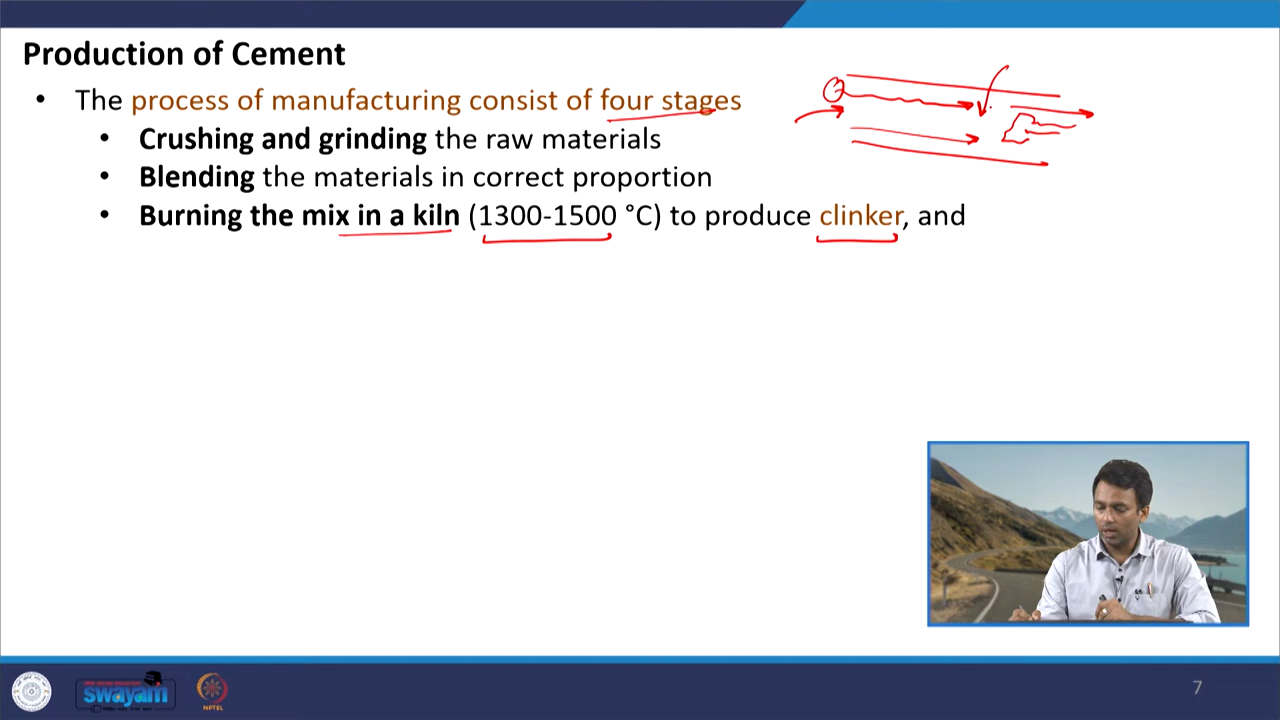 Production of Cement
• The process of manufacturing consist of four stages
• Crushing and grinding the raw materials
• Blending the materials in correct proportion
• Burning the mix in a kiln (1300-1500 °C) to produce clinker, and
swayam
NPTEL
7